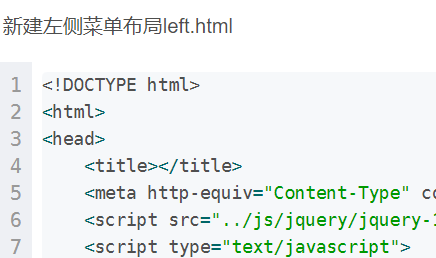 新建左侧菜单布局left.html
1 <!DOCTYPE html>
2 <html>
3 <head>
4 <title></title>
5 <meta http-equiv="Content-Type" co
6 <script src="../js/jquery/jquery-1
7 <script type="text/javascript">